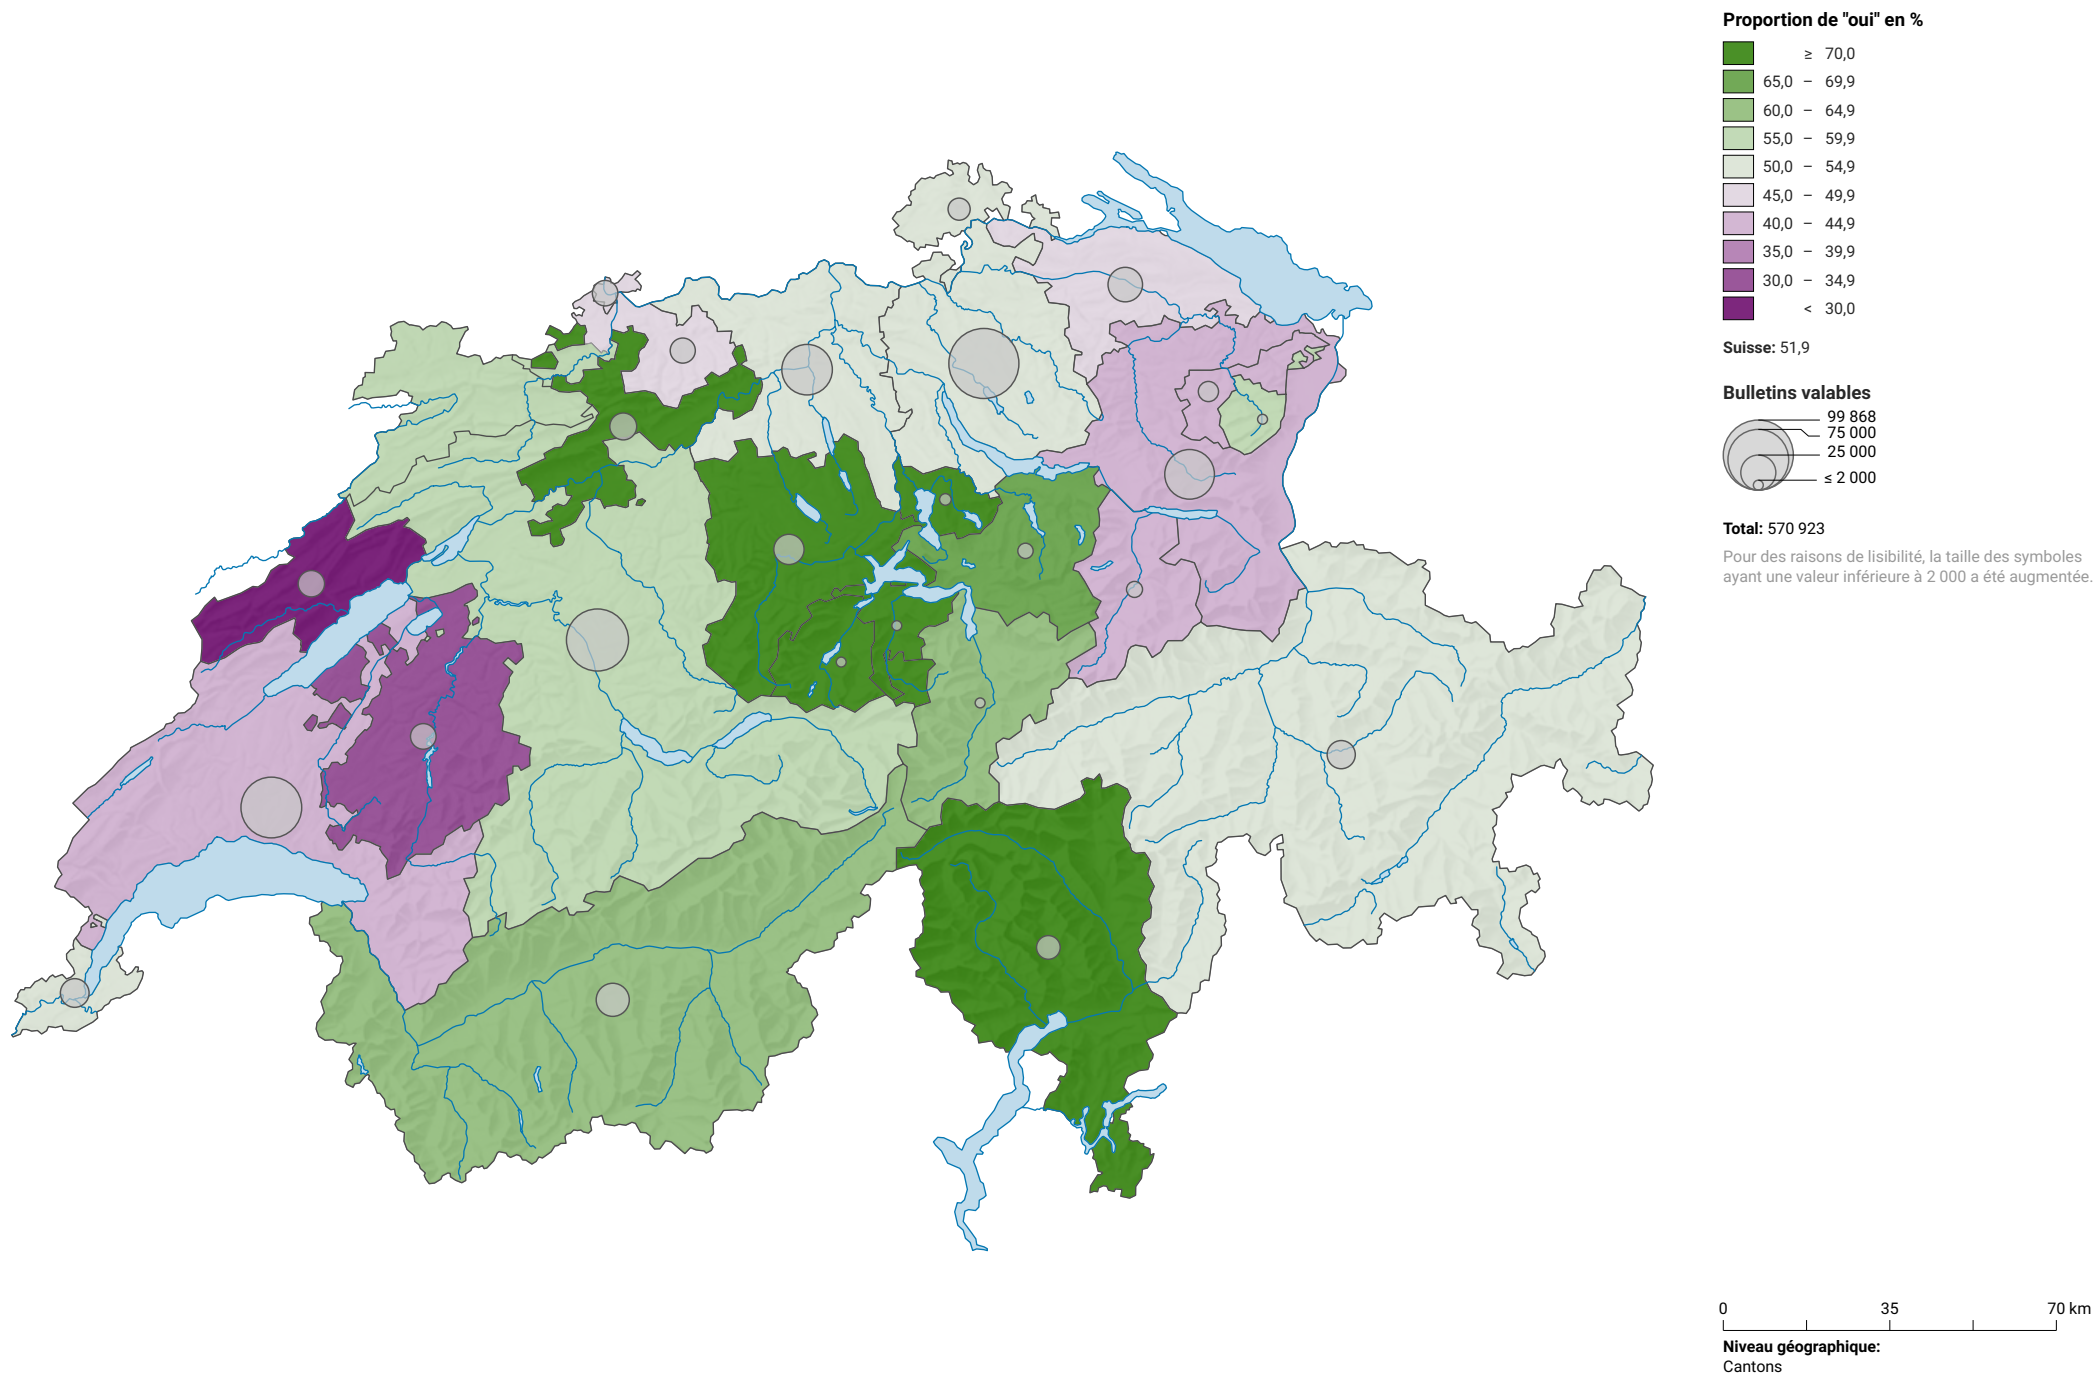 Proportion de "oui" en %
≥ 70,0
65,0 – 69,9
60,0 – 64,9
55,0 – 59,9
50,0 – 54,9
45,0 – 49,9
40,0 – 44,9
35,0 – 39,9
30,0 – 34,9
< 30,0
Suisse: 51,9
Bulletins valables
99 868
75 000
25 000
≤ 2 000
Total: 570 923
Pour des raisons de lisibilité, la taille des symboles
ayant une valeur inférieure à 2 000 a été augmentée.
0 35 70 km
Niveau géographique:
Cantons